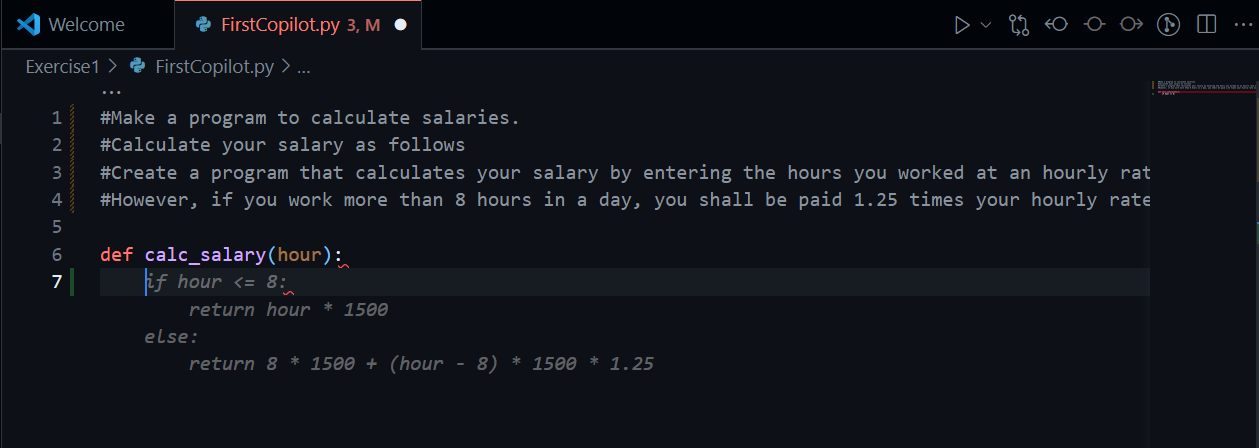 Welcome
FirstCopilot.py 3, M
Exercise1 > FirstCopilot.py > ...
...
1 #Make a program to calculate salaries.
2 #Calculate your salary as follows
3 #Create a program that calculates your salary by entering the hours you worked at an hourly rat
4 #However, if you work more than 8 hours in a day, you shall be paid 1.25 times your hourly rate
5
6 def calc_salary(hour):
7 if hour <= 8:
return hour * 1500
else:
return 8 * 1500 + (hour - 8) * 1500 * 1.25